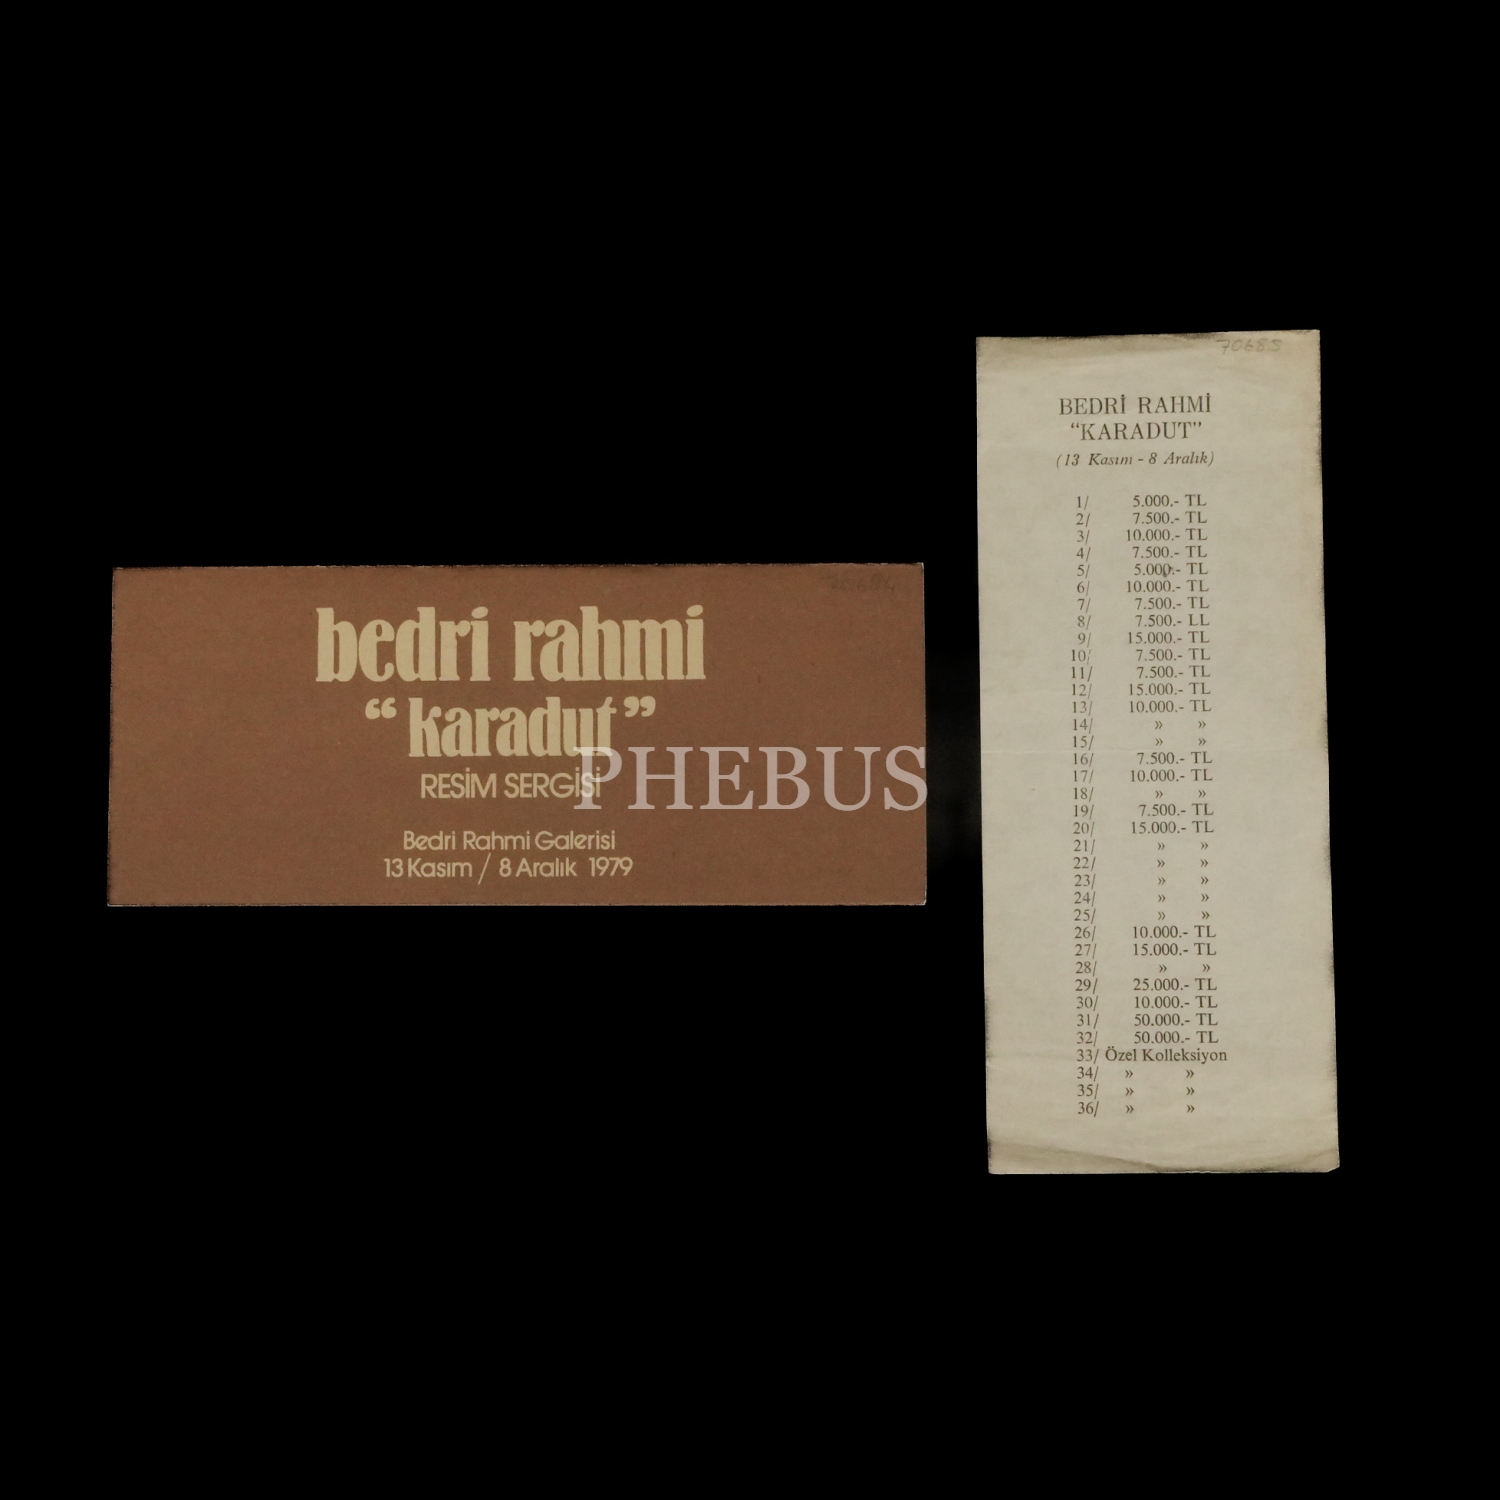 bedri rahmi
“karadut”
RESİM SERGİSİ
Bedri Rahmi Galerisi
13 Kasım / 8 Aralık 1979
PHEBUS
70685
BEDRİ RAHMİ
“KARADUT”
(13 Kasım - 8 Aralık)
1/ 5.000.- TL
2/ 7.500.- TL
3/ 10.000.- TL
4/ 7.500.- TL
5/ 5.000.- TL
6/ 10.000.- TL
7/ 7.500.- TL
8/ 7.500.- LL
9/ 15.000.- TL
10/ 7.500.- TL
11/ 7.500.- TL
12/ 15.000.- TL
13/ 10.000.- TL
14/ » »
15/ » »
16/ 7.500.- TL
17/ 10.000.- TL
18/ » »
19/ 7.500.- TL
20/ 15.000.- TL
21/ » »
22/ » »
23/ » »
24/ » »
25/ » »
26/ 10.000.- TL
27/ 15.000.- TL
28/ » »
29/ 25.000.- TL
30/ 10.000.- TL
31/ 50.000.- TL
32/ 50.000.- TL
33/ Özel Kolleksiyon
34/ » »
35/ » »
36/ » »